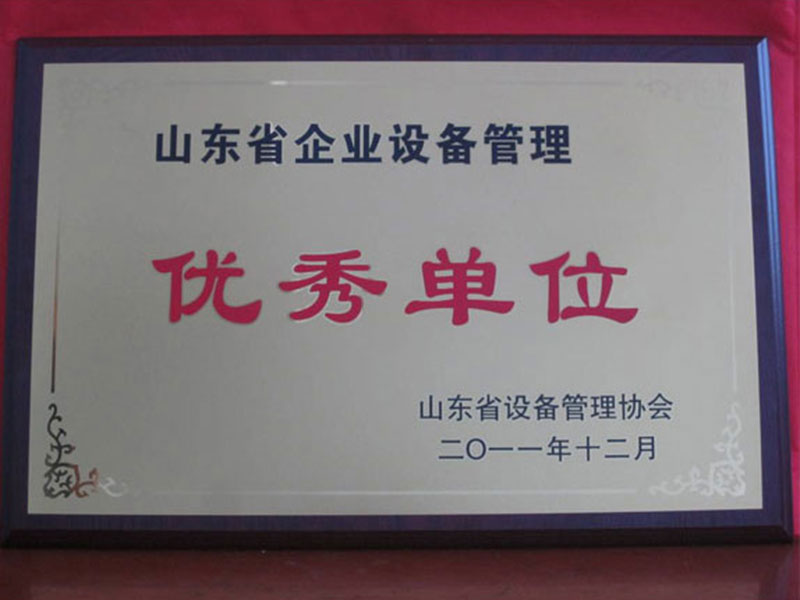 山东省企业设备管理
优秀单位
山东省设备管理协会
二〇一一年十二月